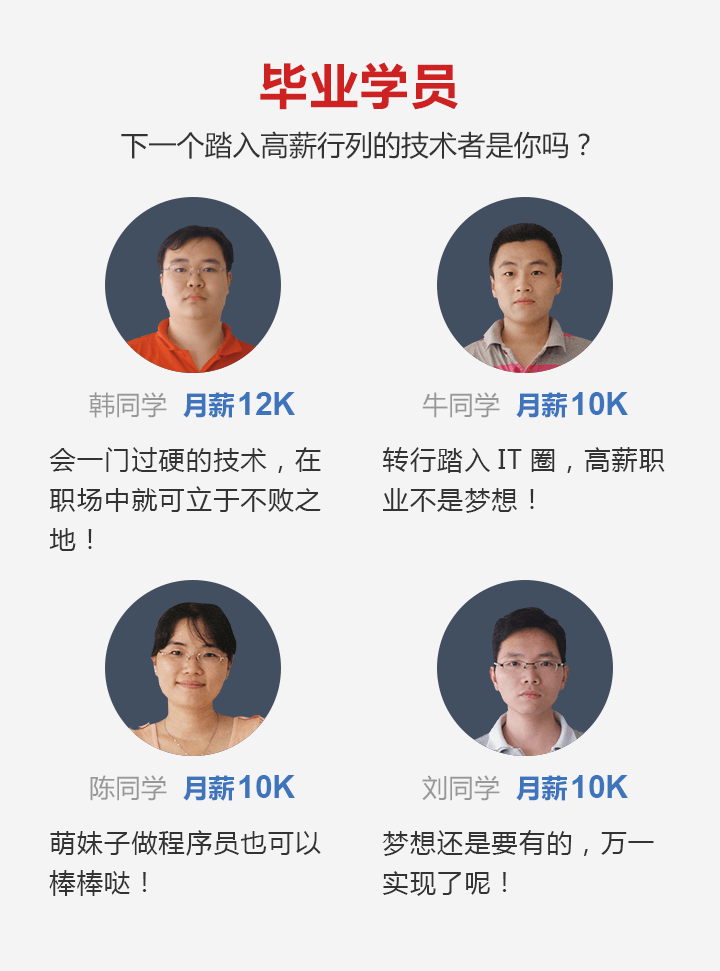 毕业学员
下一个踏入高薪行列的技术者是你吗？
韩同学 月薪12K
会一门过硬的技术，在
职场中就可立于不败之
地！
牛同学 月薪10K
转行踏入 IT 圈，高薪职
业不是梦想！
陈同学 月薪10K
萌妹子做程序员也可以
棒棒哒！
刘同学 月薪10K
梦想还是要有的，万一
实现了呢！